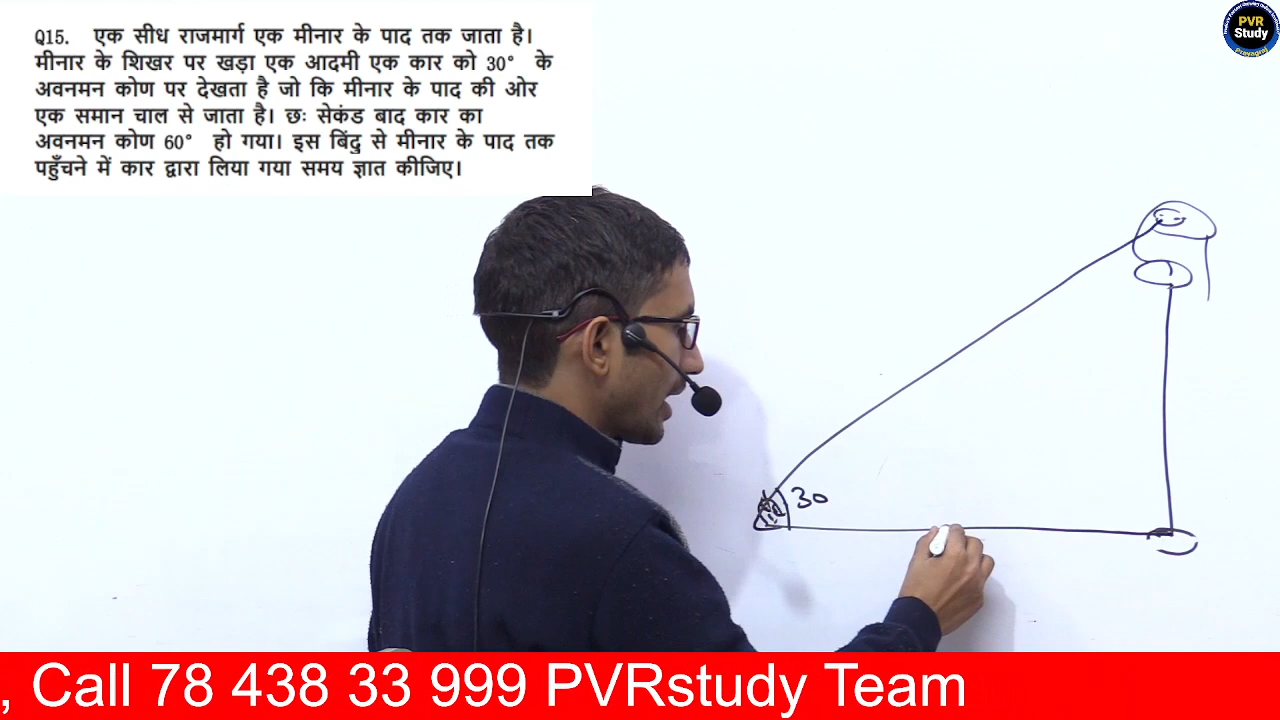 Q15. एक सीध राजमार्ग एक मीनार के पाद तक जाता है।
मीनार के शिखर पर खड़ा एक आदमी एक कार को 30° के
अवनमन कोण पर देखता है जो कि मीनार के पाद की ओर
एक समान चाल से जाता है। छः सेकंड बाद कार का
अवनमन कोण 60° हो गया। इस बिंदु से मीनार के पाद तक
पहुँचने में कार द्वारा लिया गया समय ज्ञात कीजिए।
PVR
Study
Prayagraj
30
, Call 78 438 33 999 PVRstudy Team